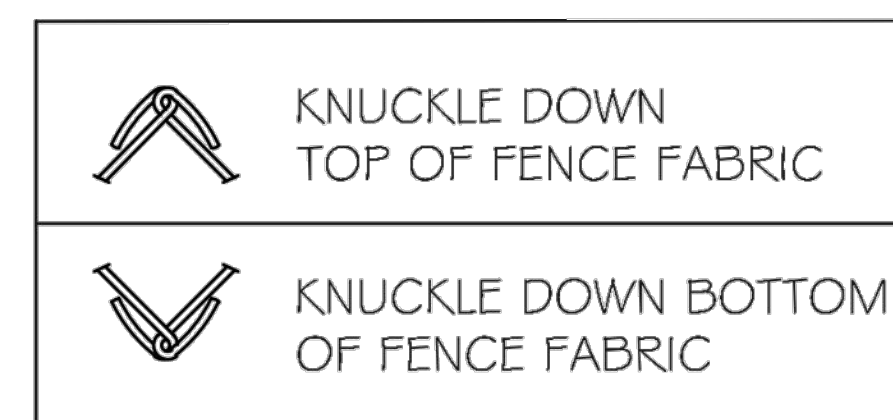 KNUCKLE DOWN
TOP OF FENCE FABRIC
KNUCKLE DOWN BOTTOM
OF FENCE FABRIC